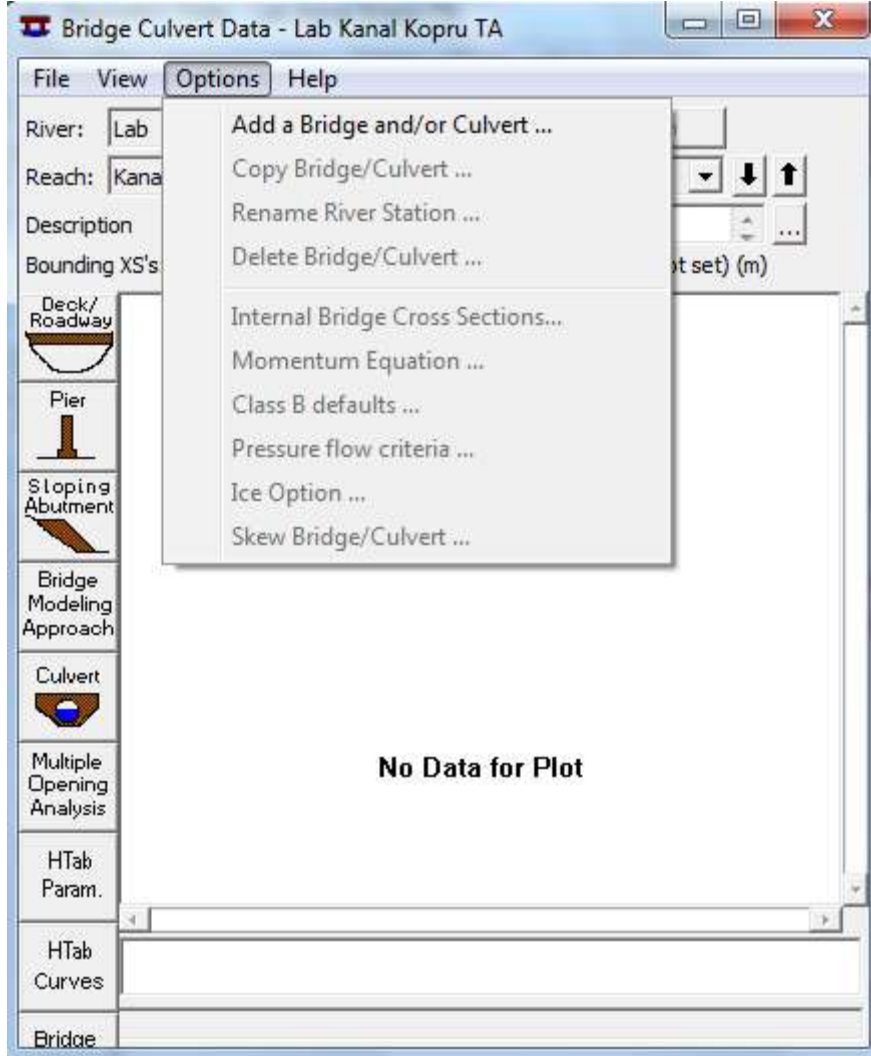 Bridge Culvert Data - Lab Kanal Kopru TA
File View Options Help
River: Lab
Reach: Kana
Description
...
Bounding XS's
ot set) (m)
Add a Bridge and/or Culvert ...
Copy Bridge/Culvert ...
Rename River Station ...
Delete Bridge/Culvert ...
Internal Bridge Cross Sections...
Momentum Equation ...
Class B defaults ...
Pressure flow criteria ...
Ice Option ...
Skew Bridge/Culvert ...
Deck/
Roadway
Pier
Sloping
Abutment
Bridge
Modeling
Approach
Culvert
Multiple
Opening
Analysis
HTab
Param.
HTab
Curves
Bridge
No Data for Plot